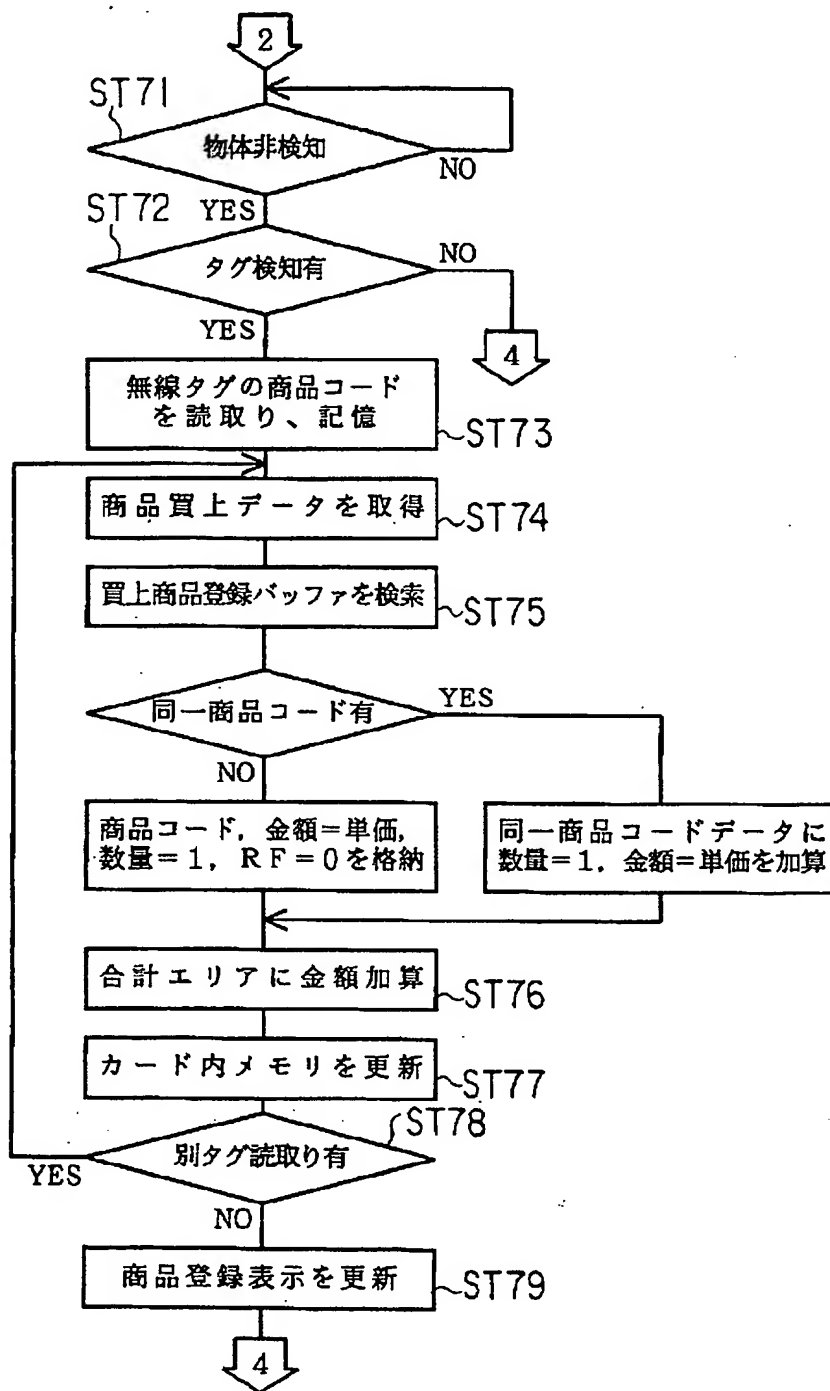 2
ST71
物体非検知
NO
YES
ST72
タグ検知有
NO
YES
4
無線タグの商品コード
を読取り、記憶
ST73
商品買上データを取得
ST74
買上商品登録バッファを検索
ST75
同一商品コード有
YES
NO
商品コード,金額=単価,
数量=1,RF=0を格納
同一商品コードデータに
数量=1,金額=単価を加算
合計エリアに金額加算
ST76
カード内メモリを更新
ST77
ST78
別タグ読取り有
YES
NO
商品登録表示を更新
ST79
4